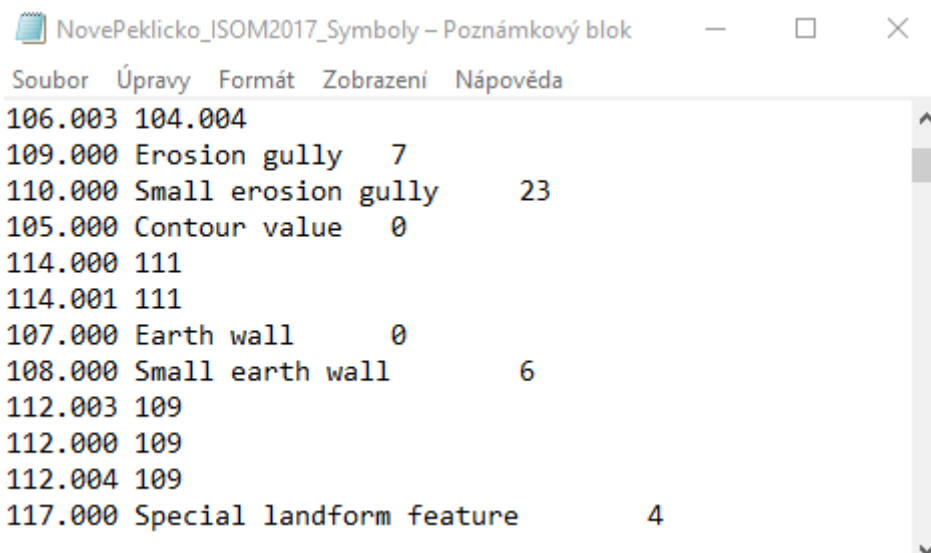 NovePeklicko_ISOM2017_Symboly – Poznámkový blok
Soubor Úpravy Formát Zobrazení Nápověda
106.003 104.004
109.000 Erosion gully 7
110.000 Small erosion gully 23
105.000 Contour value 0
114.000 111
114.001 111
107.000 Earth wall 0
108.000 Small earth wall 6
112.003 109
112.000 109
112.004 109
117.000 Special landform feature 4